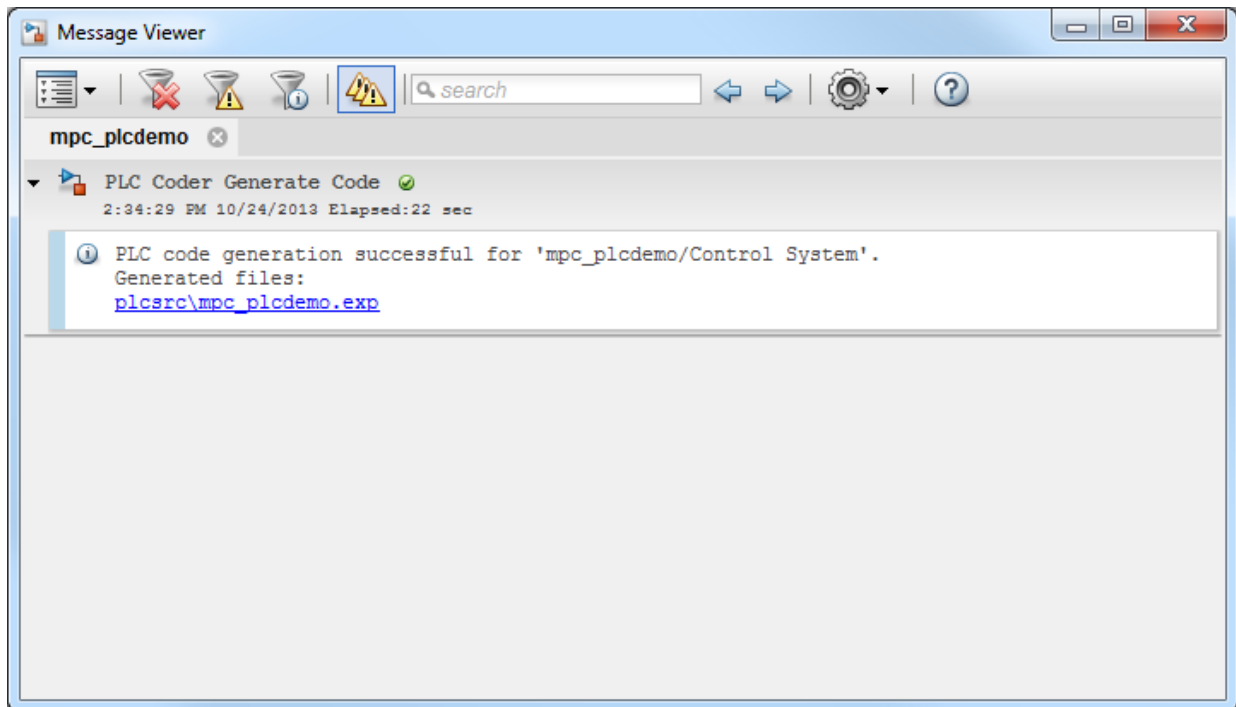 Message Viewer
search
mpc_plcdemo
PLC Coder Generate Code
2:34:29 PM 10/24/2013 Elapsed:22 sec
PLC code generation successful for 'mpc_plcdemo/Control System'.
Generated files:
plcsrc\mpc_plcdemo.exp